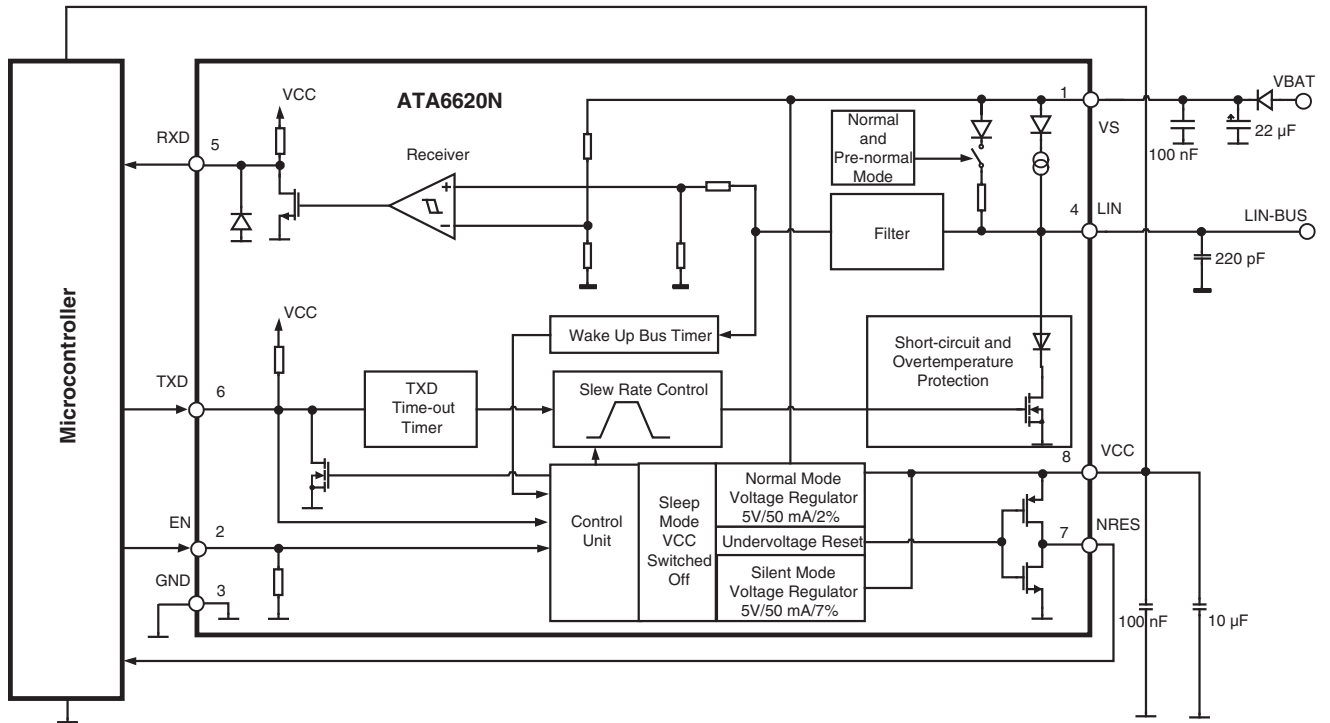 ATA6620N
VCC
RXD
5
Receiver
Normal
and
Pre-normal
Mode
1
VS
VBAT
100 nF
22 µF
4
LIN
LIN-BUS
Filter
220 pF
Microcontroller
VCC
Wake Up Bus Timer
Short-circuit and
Overtemperature
Protection
TXD
6
TXD
Time-out
Timer
Slew Rate Control
8
VCC
EN
2
Control
Unit
Sleep
Mode
VCC
Switched
Off
Normal Mode
Voltage Regulator
5V/50 mA/2%
Undervoltage Reset
Silent Mode
Voltage Regulator
5V/50 mA/7%
7
NRES
GND
3
100 nF
10 µF
+
−